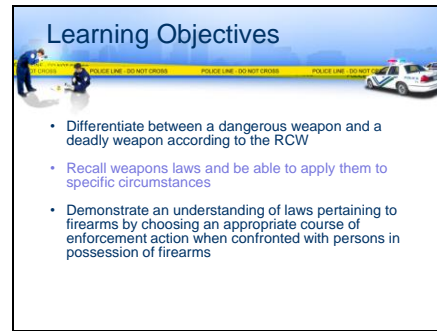 Learning Objectives
POLICE LINE - DO NOT CROSS POLICE LINE - DO NOT CROSS POLICE LINE - DO NOT
• Differentiate between a dangerous weapon and a
deadly weapon according to the RCW
• Recall weapons laws and be able to apply them to
specific circumstances
• Demonstrate an understanding of laws pertaining to
firearms by choosing an appropriate course of
enforcement action when confronted with persons in
possession of firearms